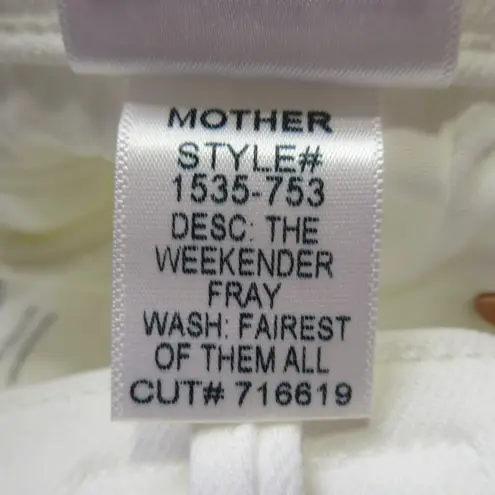 MOTHER
STYLE#
1535-753
DESC: THE
WEEKENDER
FRAY
WASH: FAIREST
OF THEM ALL
CUT# 716619